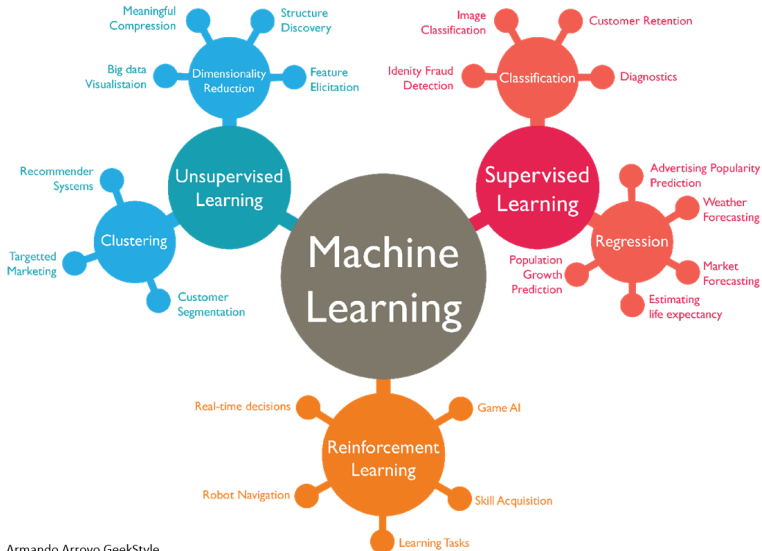 Meaningful
Compression
Structure
Discovery
Big data
Visualistaion
Dimensionality
Reduction
Feature
Elicitation
Recommender
Systems
Unsupervised
Learning
Clustering
Targetted
Marketing
Customer
Segmentation
Image
Classification
Customer Retention
Idenity Fraud
Detection
Classification
Diagnostics
Supervised
Learning
Advertising Popularity
Prediction
Weather
Forecasting
Regression
Population
Growth
Prediction
Market
Forecasting
Estimating
life expectancy
Machine
Learning
Real-time decisions
Game AI
Reinforcement
Learning
Robot Navigation
Skill Acquisition
Learning Tasks
Armando Arroyo GeekStyle